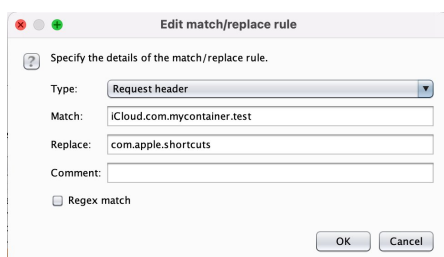 Edit match/replace rule
? Specify the details of the match/replace rule.
Type: Request header
Match: iCloud.com.mycontainer.test
Replace: com.apple.shortcuts
Comment:
Regex match
OK Cancel